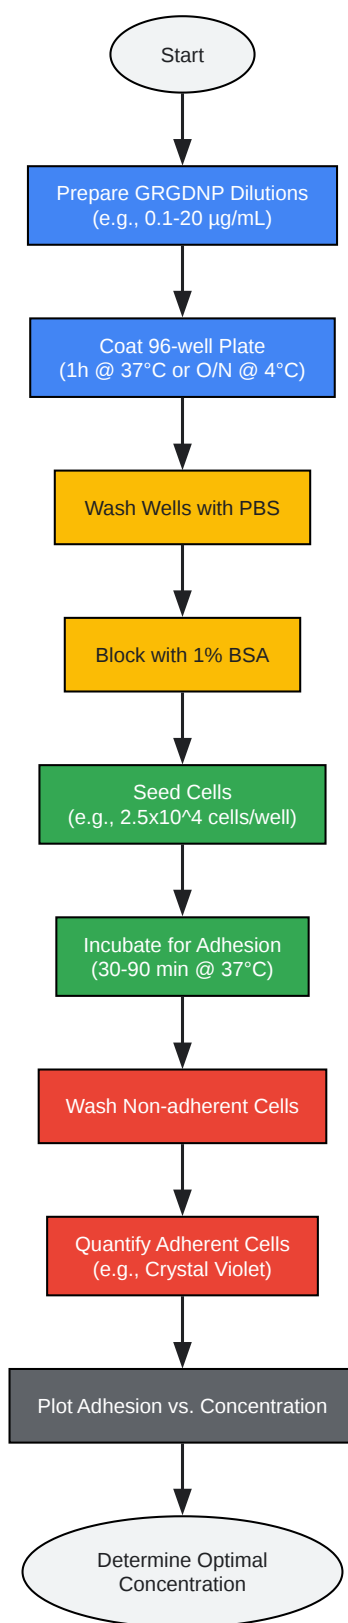 Start
Prepare GRGDNP Dilutions
(e.g., 0.1-20 µg/mL)
Coat 96-well Plate
(1h @ 37°C or O/N @ 4°C)
Wash Wells with PBS
Block with 1% BSA
Seed Cells
(e.g., 2.5x10^4 cells/well)
Incubate for Adhesion
(30-90 min @ 37°C)
Wash Non-adherent Cells
Quantify Adherent Cells
(e.g., Crystal Violet)
Plot Adhesion vs. Concentration
Determine Optimal
Concentration